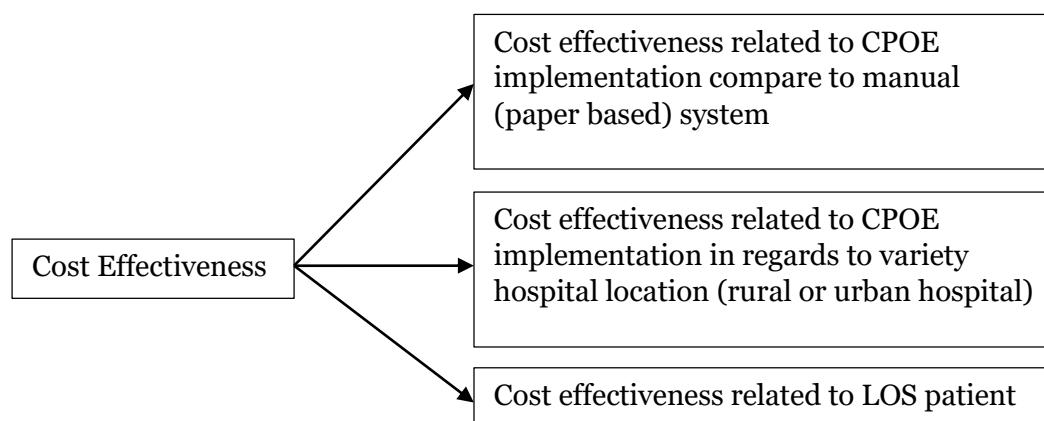 Cost effectiveness related to CPOE
implementation compare to manual
(paper based) system
Cost effectiveness related to CPOE
implementation in regards to variety
hospital location (rural or urban hospital)
Cost Effectiveness
Cost effectiveness related to LOS patient